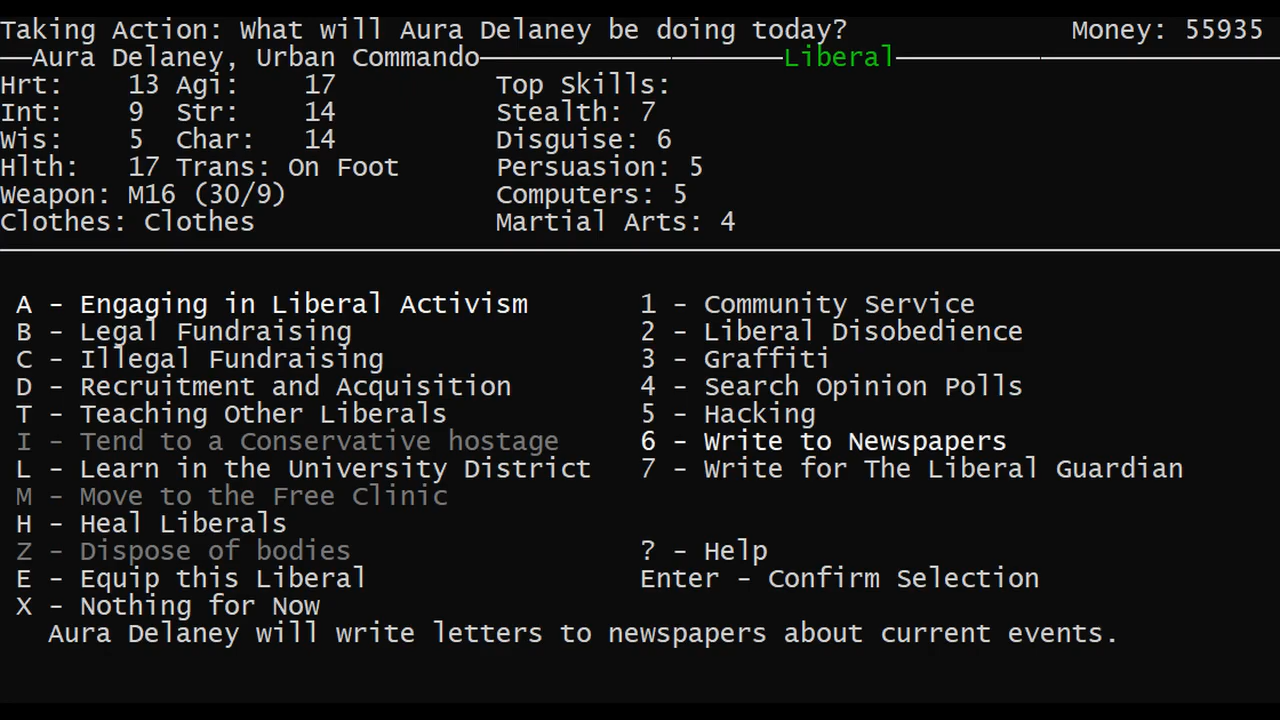 Taking Action: What will Aura Delaney be doing today? Money: 55935
Aura Delaney, Urban Commando Liberal
Hrt: 13 Agi: 17 Top Skills:
Int: 9 Str: 14 Stealth: 7
Wis: 5 Char: 14 Disguise: 6
Hlth: 17 Trans: On Foot Persuasion: 5
Weapon: M16 (30/9) Computers: 5
Clothes: Clothes Martial Arts: 4
A - Engaging in Liberal Activism 1 - Community Service
B - Legal Fundraising 2 - Liberal Disobedience
C - Illegal Fundraising 3 - Graffiti
D - Recruitment and Acquisition 4 - Search Opinion Polls
T - Teaching Other Liberals 5 - Hacking
I - Tend to a Conservative hostage 6 - Write to Newspapers
L - Learn in the University District 7 - Write for The Liberal Guardian
M - Move to the Free Clinic
H - Heal Liberals
Z - Dispose of bodies ? - Help
E - Equip this Liberal Enter - Confirm Selection
X - Nothing for Now
Aura Delaney will write letters to newspapers about current events.